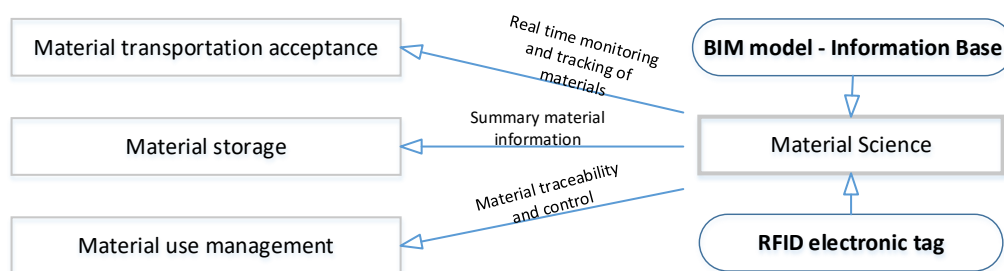 Material transportation acceptance
Real time monitoring
and tracking of
materials
BIM model - Information Base
Material storage
Summary material
information
Material Science
Material use management
Material traceability
and control
RFID electronic tag